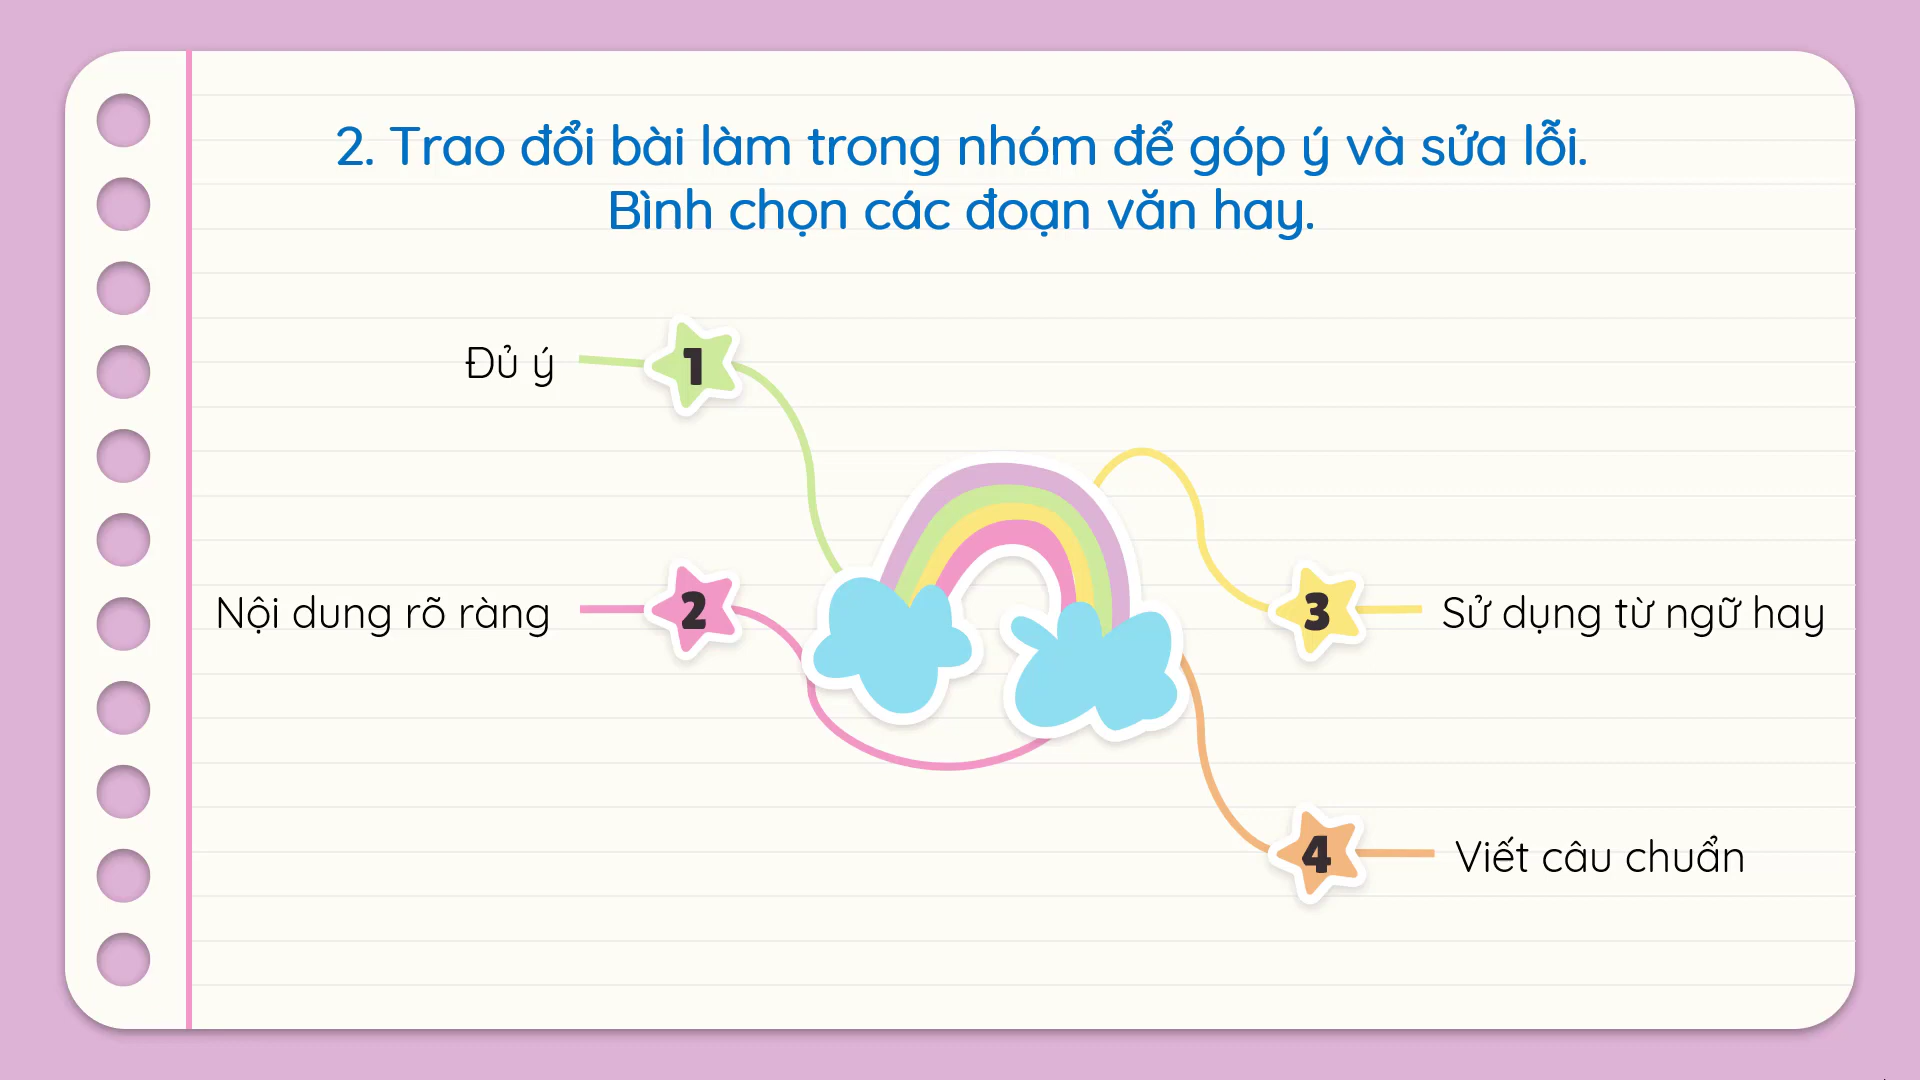 2. Trao đổi bài làm trong nhóm để góp ý và sửa lỗi.
Bình chọn các đoạn văn hay.
1
Đủ ý
2
Nội dung rõ ràng
3
Sử dụng từ ngữ hay
4
Viết câu chuẩn